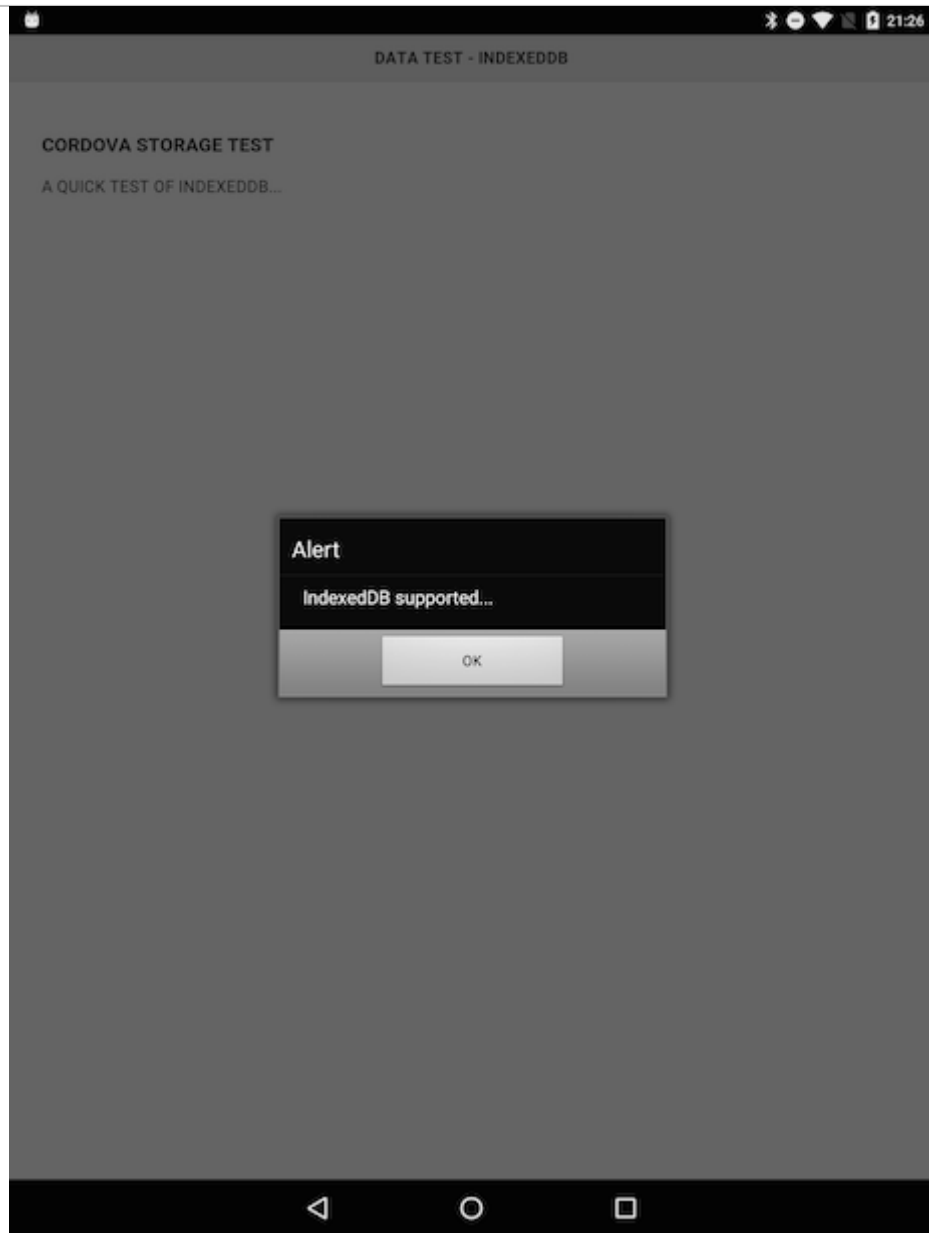 21:26
DATA TEST - INDEXEDDB
CORDOVA STORAGE TEST
A QUICK TEST OF INDEXEDDB...
Alert
IndexedDB supported...
OK